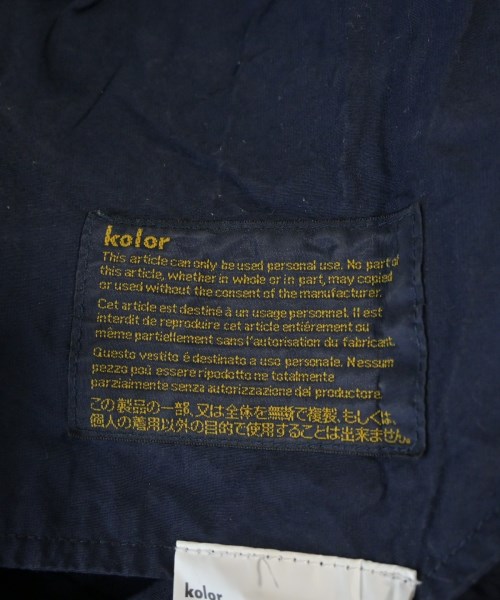 kolor
This article can only be used personal use. No part of
this article, whether in whole or in part, may copied
or used without the consent of the manufacturer.
Cet article est destiné à un usage personnel. Il est
interdit de reproduire cet article entiérement ou
même partiellement sans l'autorisation du fabricant.
Questo vestito é destinato a uso personale. Nessum
pezzo poù essere ripodotto ne totalmente
parzialmente senza autorizzazione del productore.
この製品の一部、又は全体を無断で複製、もしくは、
個人の着用以外の目的で使用することは出来ません。
kolor